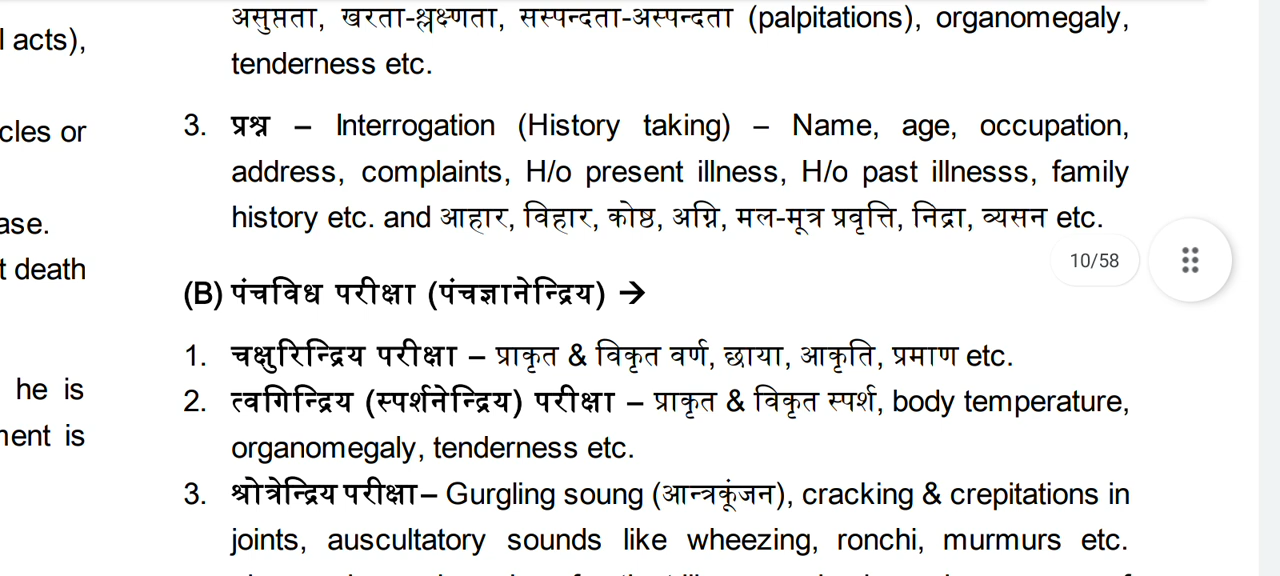 l acts),
cles or
ase.
t death
he is
ment is
असुप्तता, खरता-श्लक्ष्णता, सस्पन्दता-अस्पन्दता (palpitations), organomegaly,
tenderness etc.
3. प्रश्न – Interrogation (History taking) – Name, age, occupation,
address, complaints, H/o present illness, H/o past illnesss, family
history etc. and आहार, विहार, कोष्ठ, अग्नि, मल-मूत्र प्रवृत्ति, निद्रा, व्यसन etc.
10/58
(B) पंचविध परीक्षा (पंचज्ञानेन्द्रिय) →
1. चक्षुरिन्द्रिय परीक्षा – प्राकृत & विकृत वर्ण, छाया, आकृति, प्रमाण etc.
2. त्वगिन्द्रिय (स्पर्शनेन्द्रिय) परीक्षा – प्राकृत & विकृत स्पर्श, body temperature,
organomegaly, tenderness etc.
3. श्रोत्रेन्द्रिय परीक्षा– Gurgling soung (आन्त्रकूंजन), cracking & crepitations in
joints, auscultatory sounds like wheezing, ronchi, murmurs etc.